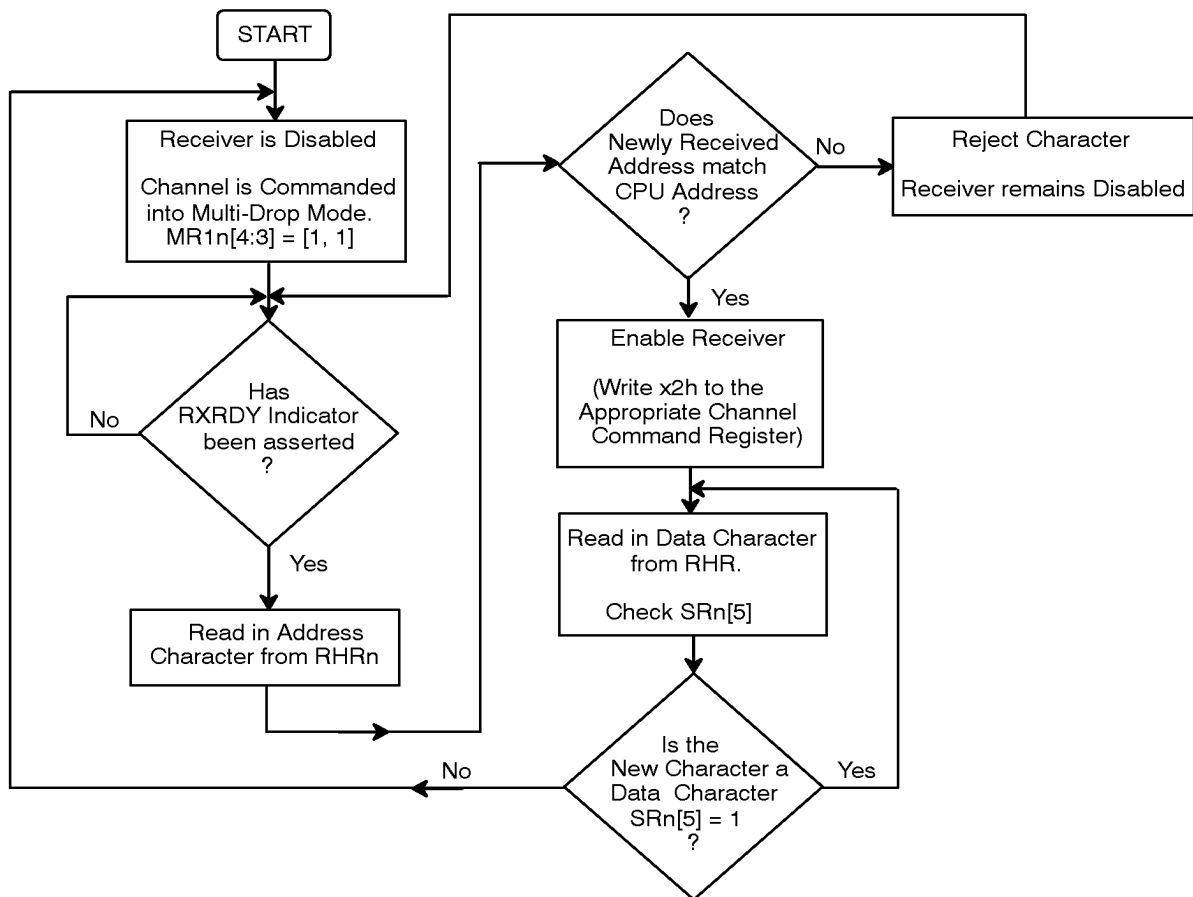 START
Receiver is Disabled
Channel is Commanded
into Multi-Drop Mode.
MR1n[4:3] = [1, 1]
Has
RXRDY Indicator
been asserted
?
No
Yes
Read in Address
Character from RHRn
Does
Newly Received
Address match
CPU Address
?
No
Reject Character
Receiver remains Disabled
Yes
Enable Receiver
(Write x2h to the
Appropriate Channel
Command Register)
Read in Data Character
from RHR.
Check SRn[5]
Is the
New Character a
Data Character
SRn[5] = 1
?
Yes
No